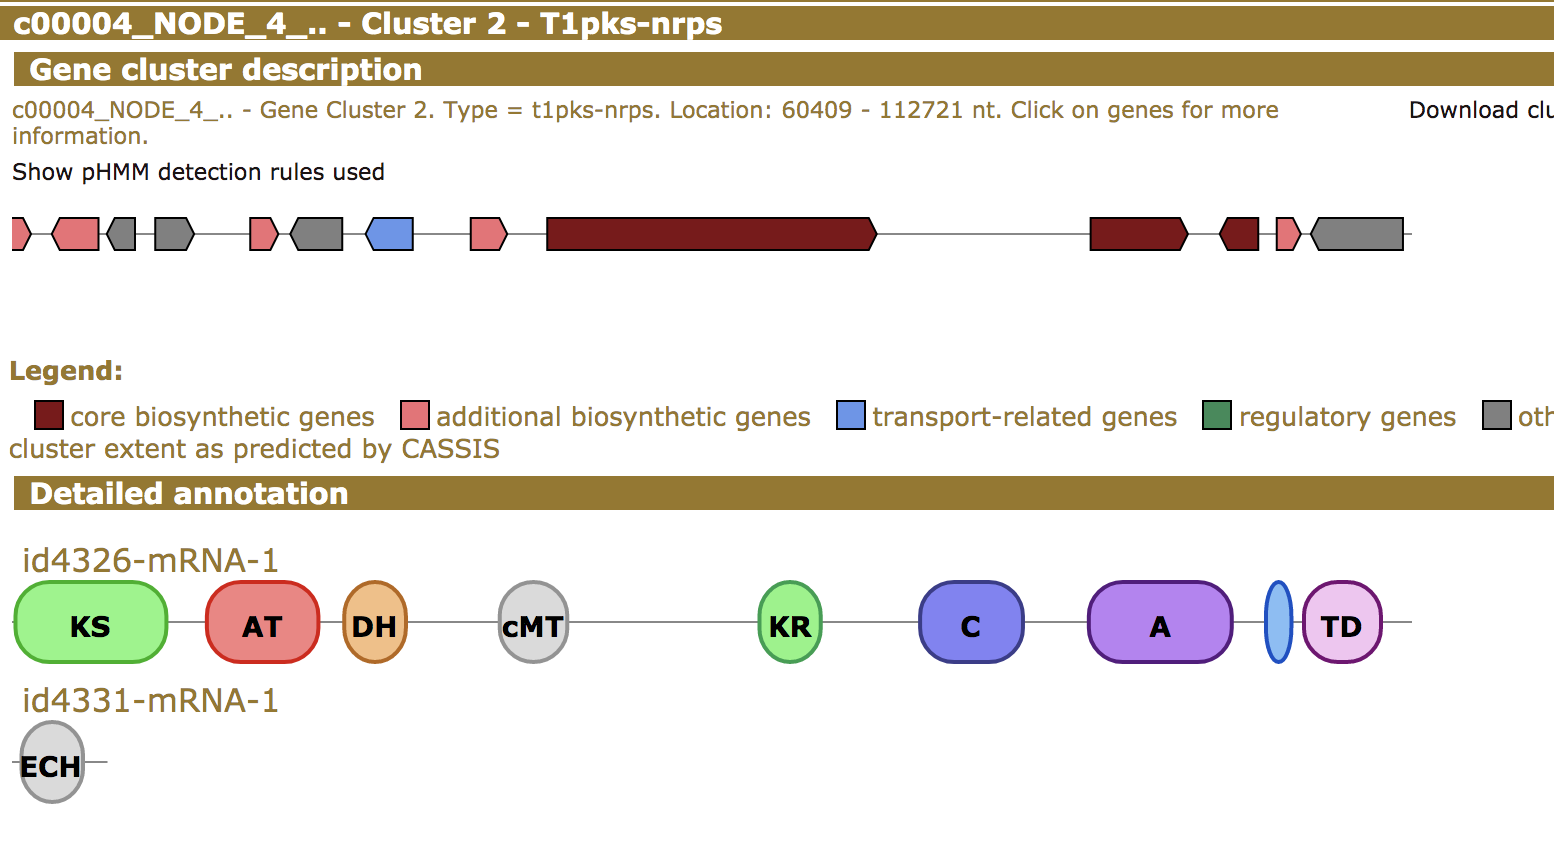 c00004_NODE_4_.. - Cluster 2 - T1pks-nrps
Gene cluster description
c00004_NODE_4_.. - Gene Cluster 2. Type = t1pks-nrps. Location: 60409 - 112721 nt. Click on genes for more
information.
Download clu
Show pHMM detection rules used
Legend:
core biosynthetic genes additional biosynthetic genes transport-related genes regulatory genes oth
cluster extent as predicted by CASSIS
Detailed annotation
id4326-mRNA-1
KS AT DH cMT KR C A TD
id4331-mRNA-1
ECH